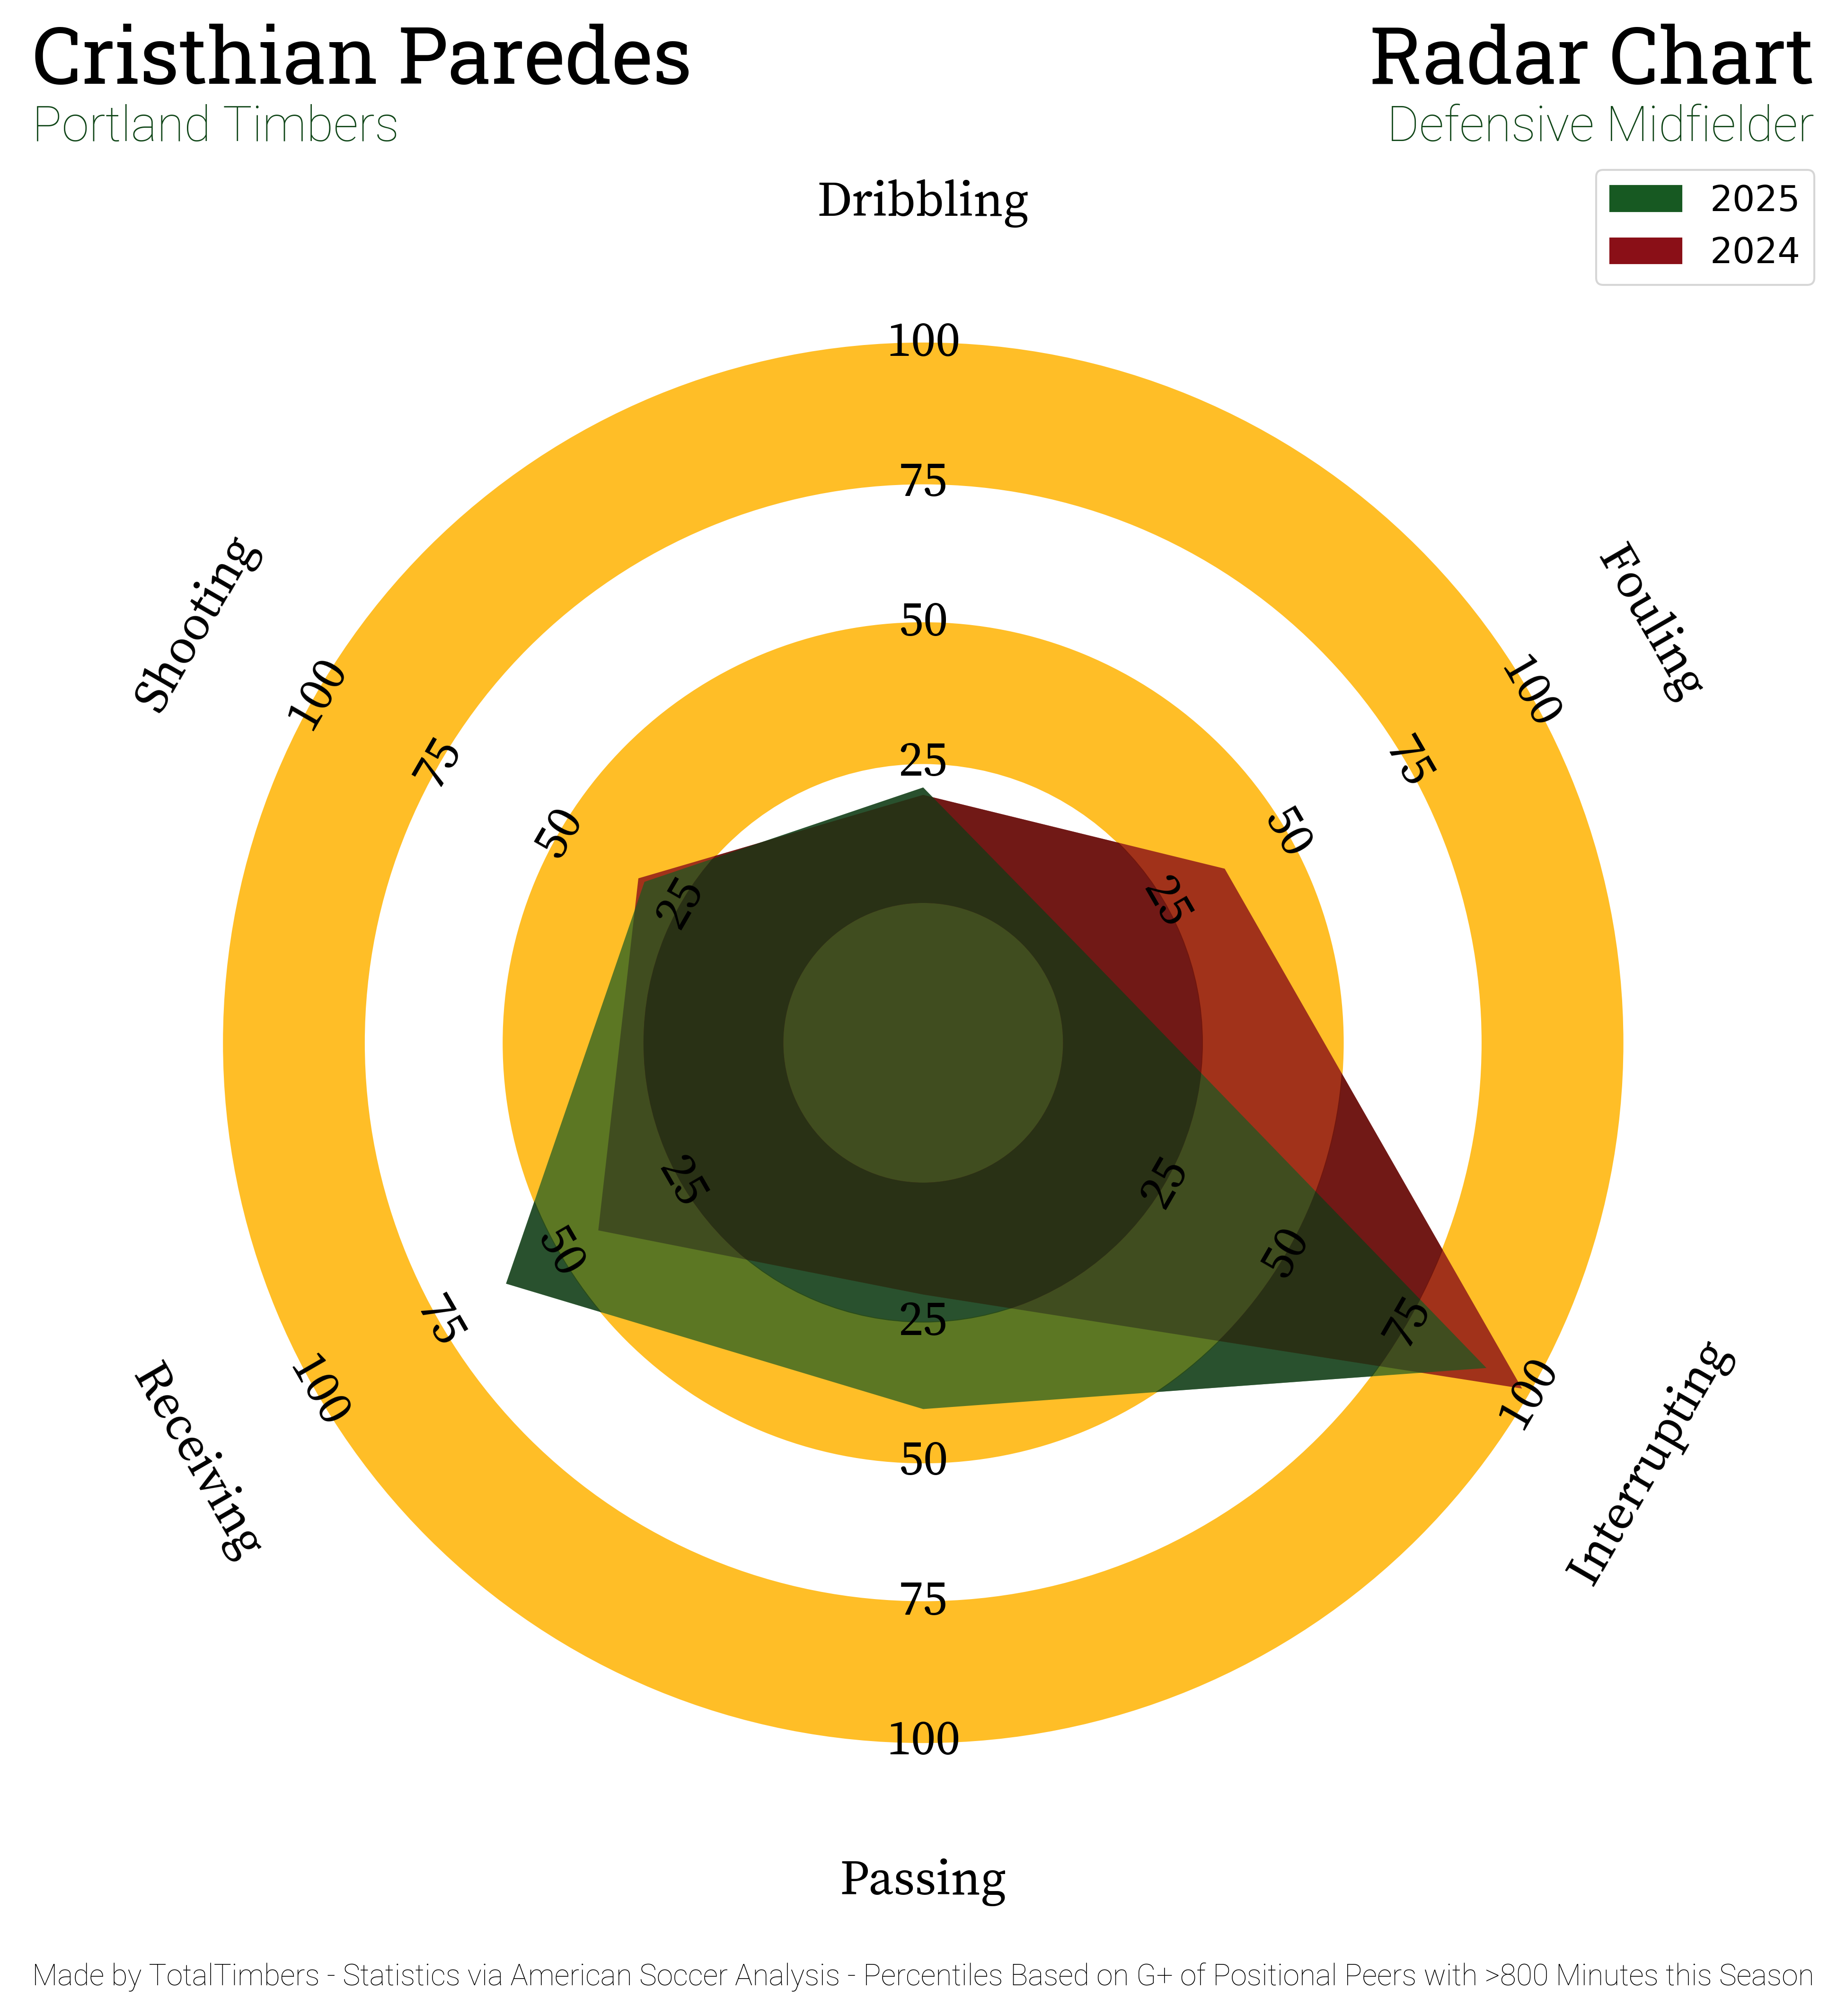 Cristhian Paredes
Portland Timbers
Radar Chart
Defensive Midfielder
2025
2024
Dribbling
100
75
50
25
Fouling
100
75
50
25
Interrupting
25
50
75
100
Passing
25
50
75
100
Receiving
25
50
75
100
Shooting
100
75
50
25
Made by TotalTimbers - Statistics via American Soccer Analysis - Percentiles Based on G+ of Positional Peers with >800 Minutes this Season